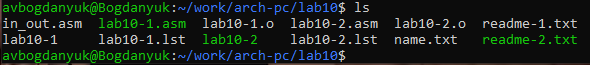 avbogdanyuk@Bogdanyuk:~/work/arch-pc/lab10$ ls
in_out.asm lab10-1.asm lab10-1.o lab10-2.asm lab10-2.o readme-1.txt
lab10-1 lab10-1.lst lab10-2 lab10-2.lst name.txt readme-2.txt
avbogdanyuk@Bogdanyuk:~/work/arch-pc/lab10$